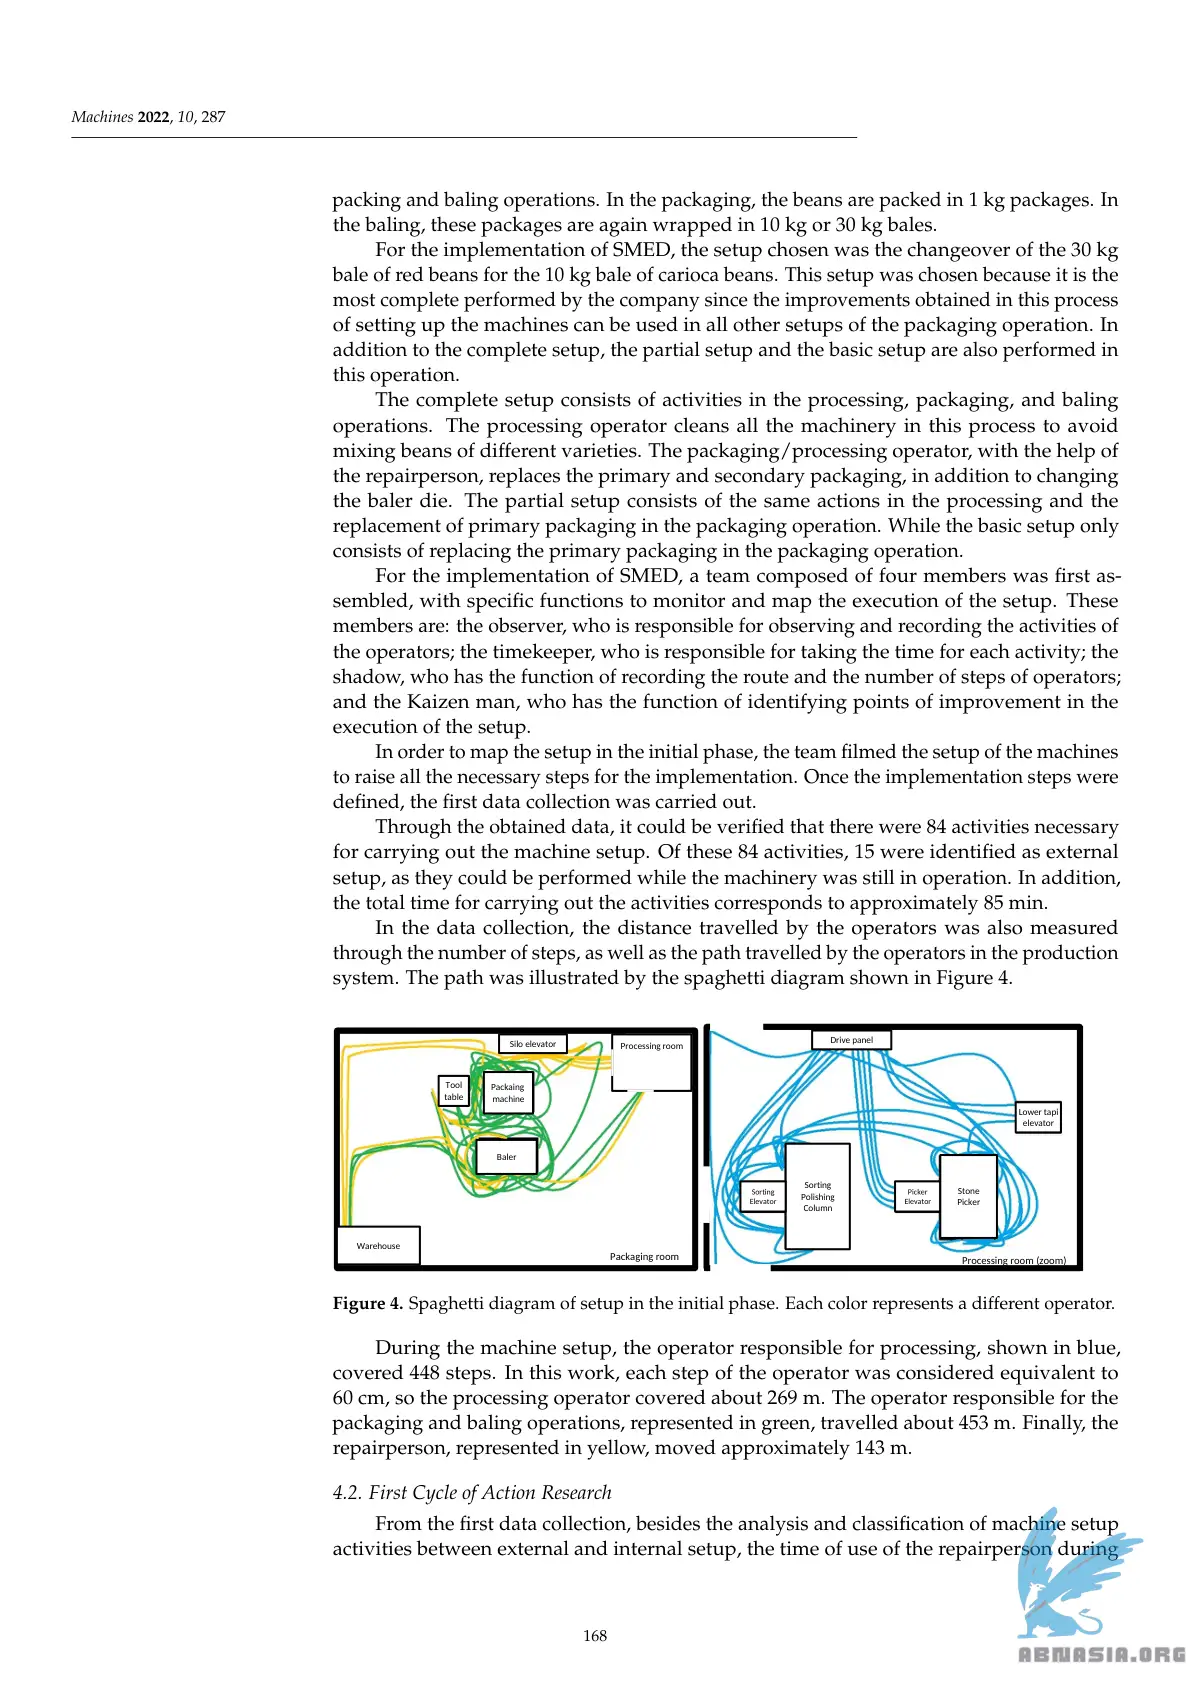 Machines 2022, 10, 287
packing and baling operations. In the packaging, the beans are packed in 1 kg packages. In
the baling, these packages are again wrapped in 10 kg or 30 kg bales.
For the implementation of SMED, the setup chosen was the changeover of the 30 kg
bale of red beans for the 10 kg bale of carioca beans. This setup was chosen because it is the
most complete performed by the company since the improvements obtained in this process
of setting up the machines can be used in all other setups of the packaging operation. In
addition to the complete setup, the partial setup and the basic setup are also performed in
this operation.
The complete setup consists of activities in the processing, packaging, and baling
operations. The processing operator cleans all the machinery in this process to avoid
mixing beans of different varieties. The packaging/processing operator, with the help of
the repairperson, replaces the primary and secondary packaging, in addition to changing
the baler die. The partial setup consists of the same actions in the processing and the
replacement of primary packaging in the packaging operation. While the basic setup only
consists of replacing the primary packaging in the packaging operation.
For the implementation of SMED, a team composed of four members was first as-
sembled, with specific functions to monitor and map the execution of the setup. These
members are: the observer, who is responsible for observing and recording the activities of
the operators; the timekeeper, who is responsible for taking the time for each activity; the
shadow, who has the function of recording the route and the number of steps of operators;
and the Kaizen man, who has the function of identifying points of improvement in the
execution of the setup.
In order to map the setup in the initial phase, the team filmed the setup of the machines
to raise all the necessary steps for the implementation. Once the implementation steps were
defined, the first data collection was carried out.
Through the obtained data, it could be verified that there were 84 activities necessary
for carrying out the machine setup. Of these 84 activities, 15 were identified as external
setup, as they could be performed while the machinery was still in operation. In addition,
the total time for carrying out the activities corresponds to approximately 85 min.
In the data collection, the distance travelled by the operators was also measured
through the number of steps, as well as the path travelled by the operators in the production
system. The path was illustrated by the spaghetti diagram shown in Figure 4.
Silo elevator
Processing room
Tool
table
Packaing
machine
Baler
Warehouse
Packaging room
Drive panel
Lower tapi
elevator
Sorting
Elevator
Sorting
Polishing
Column
Picker
Elevator
Stone
Picker
Processing room (zoom)
Figure 4. Spaghetti diagram of setup in the initial phase. Each color represents a different operator.
During the machine setup, the operator responsible for processing, shown in blue,
covered 448 steps. In this work, each step of the operator was considered equivalent to
60 cm, so the processing operator covered about 269 m. The operator responsible for the
packaging and baling operations, represented in green, travelled about 453 m. Finally, the
repairperson, represented in yellow, moved approximately 143 m.
4.2. First Cycle of Action Research
From the first data collection, besides the analysis and classification of machine setup
activities between external and internal setup, the time of use of the repairperson during
168
ABNASIA.ORG